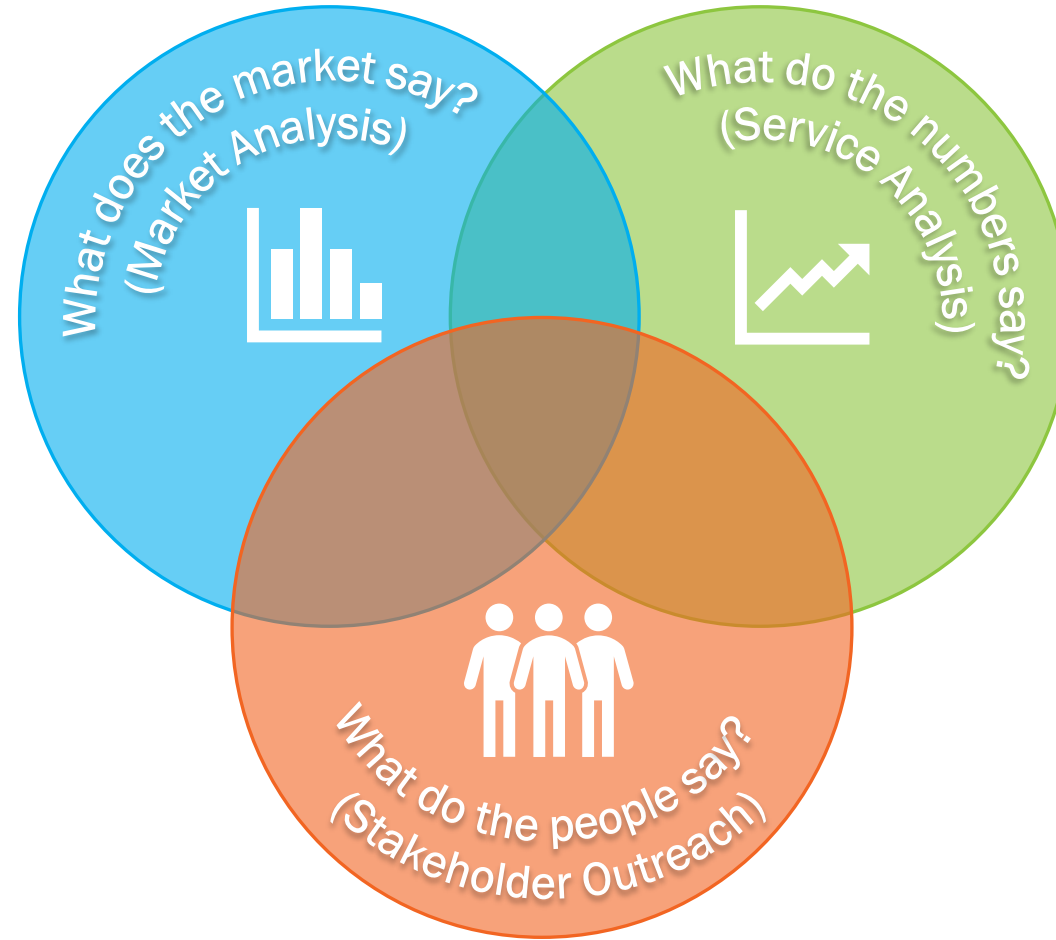 What does the market say?
(Market Analysis)
What do the numbers say?
(Service Analysis)
What do the people say?
(Stakeholder Outreach)